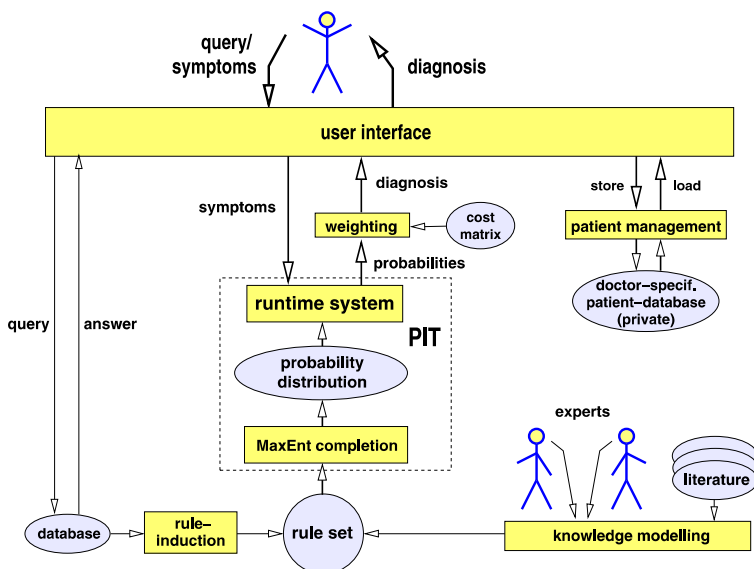 query/
symptoms
diagnosis
user interface
diagnosis
store
load
symptoms
weighting
cost
matrix
patient management
probabilities
doctor–specif.
patient–database
(private)
runtime system
query
answer
PIT
probability
distribution
experts
MaxEnt completion
literature
database
rule–
induction
rule set
knowledge modelling